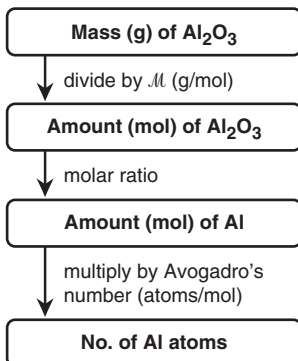 Mass (g) of Al₂O₃
divide by ℳ (g/mol)
Amount (mol) of Al₂O₃
molar ratio
Amount (mol) of Al
multiply by Avogadro's
number (atoms/mol)
No. of Al atoms